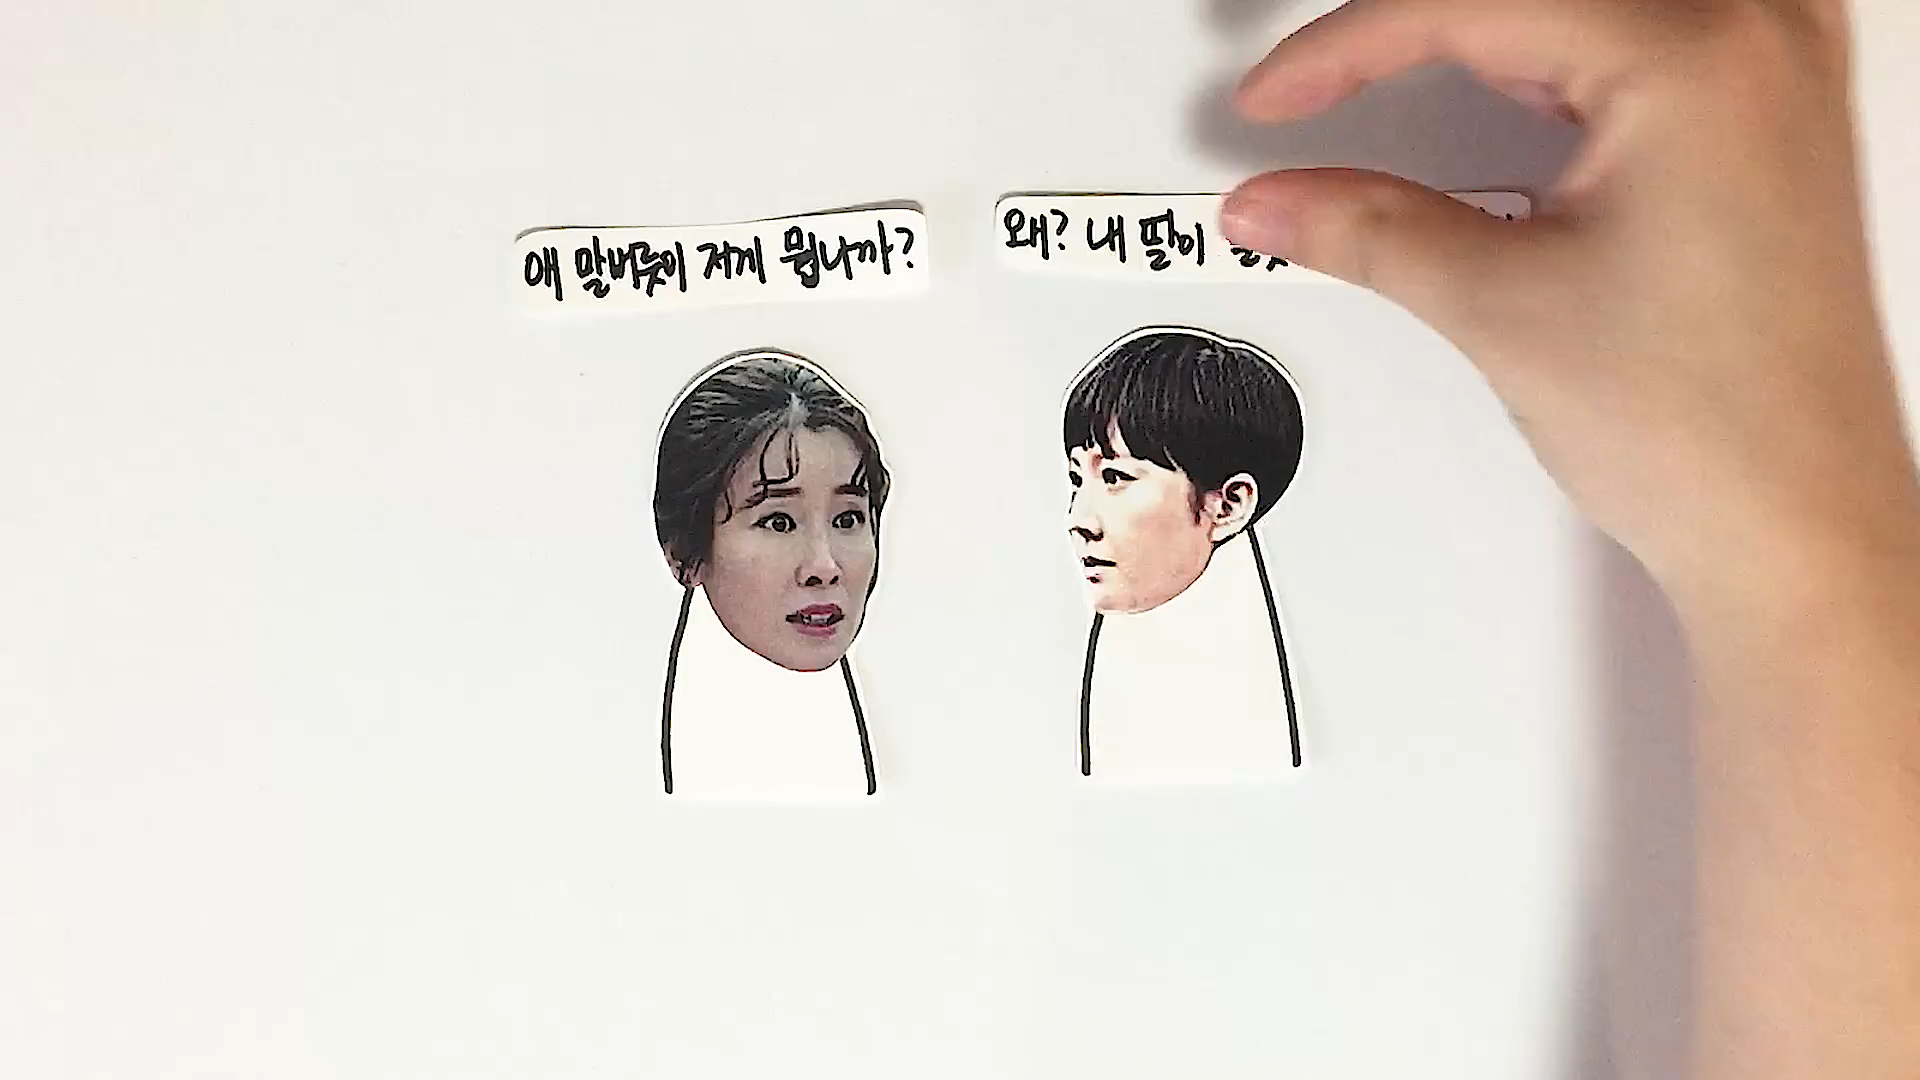 애 말버릇이 저게 뭡니까?
왜? 내 딸이